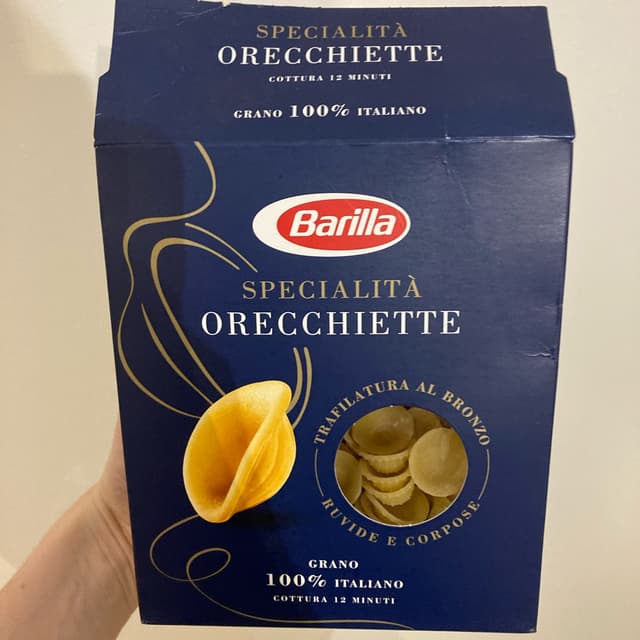 SPECIALITÀ
ORECCHIETTE
COTTURA 12 MINUTI
GRANO 100% ITALIANO
Barilla
SPECIALITÀ
ORECCHIETTE
TRAFILATURA AL BRONZO
RUVIDE E CORPOSE
GRANO
100% ITALIANO
COTTURA 12 MINUTI